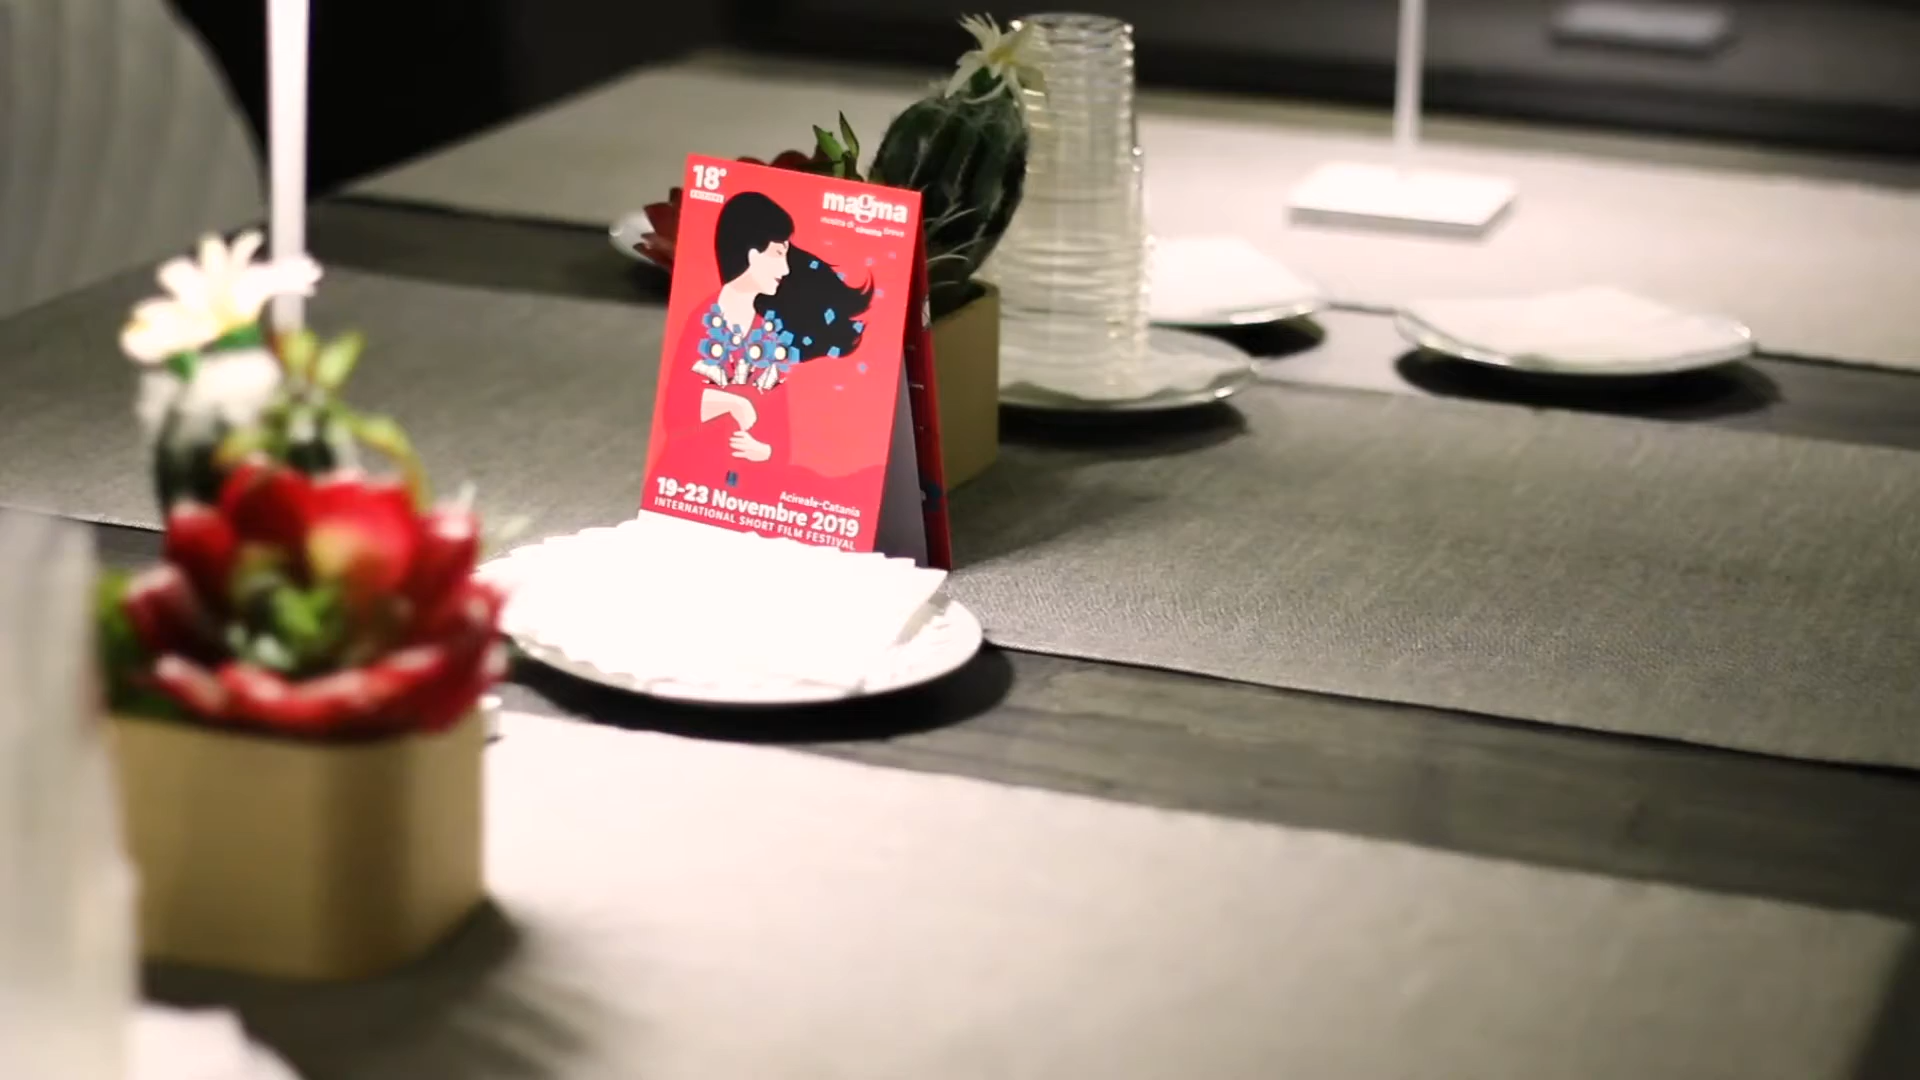 18°
magma
mostra di cinema breve
Acireale-Catania
19-23 Novembre 2019
INTERNATIONAL SHORT FILM FESTIVAL